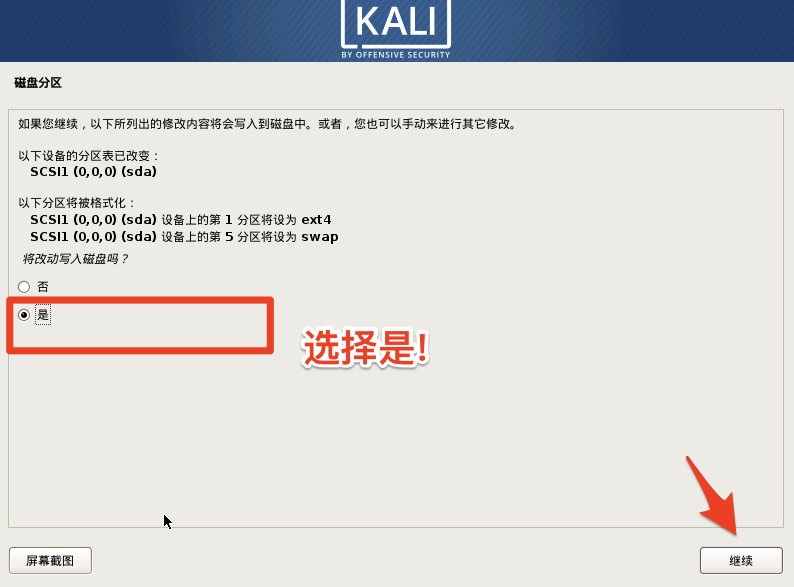 KALI
BY OFFENSIVE SECURITY
磁盘分区
如果您继续，以下所列出的修改内容将会写入到磁盘中。或者，您也可以手动来进行其它修改。
以下设备的分区表已改变：
SCSI1 (0,0,0) (sda)
以下分区将被格式化：
SCSI1 (0,0,0) (sda) 设备上的第 1 分区将设为 ext4
SCSI1 (0,0,0) (sda) 设备上的第 5 分区将设为 swap
将改动写入磁盘吗？
否
是
选择是!
屏幕截图
继续